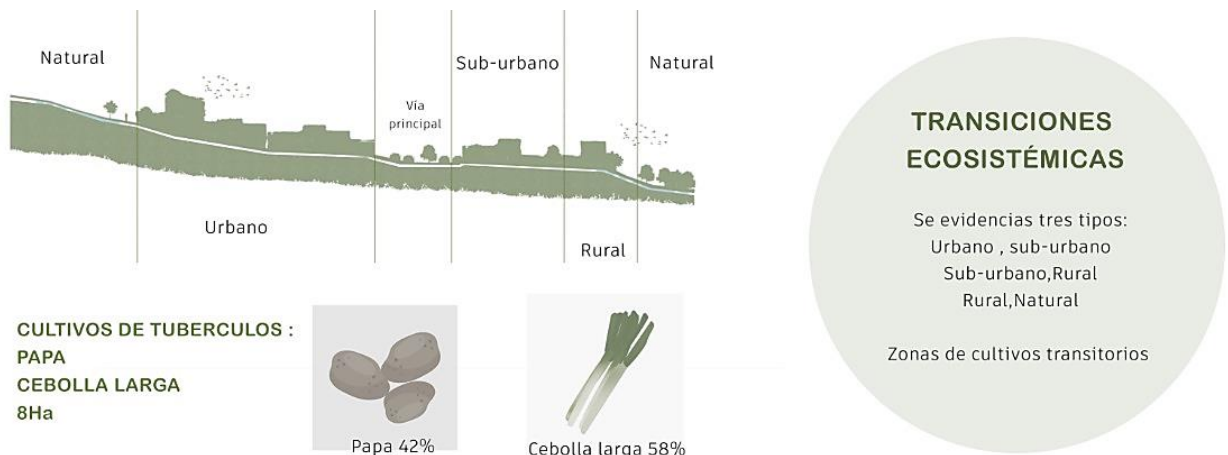 Natural
Sub-urbano
Natural
Vía
principal
Urbano
Rural
TRANSICIONES
ECOSISTÉMICAS
Se evidencias tres tipos:
Urbano , sub-urbano
Sub-urbano,Rural
Rural,Natural
Zonas de cultivos transitorios
CULTIVOS DE TUBERCULOS :
PAPA
CEBOLLA LARGA
8Ha
Papa 42%
Cebolla larga 58%